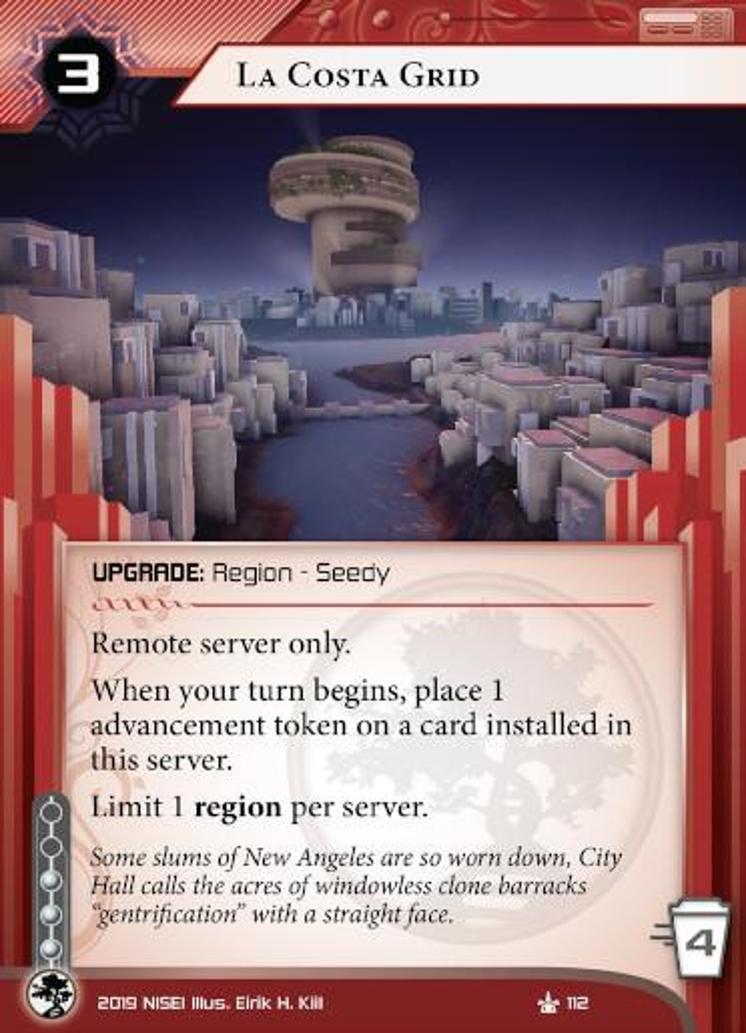 3
La Costa Grid
UPGRADE: Region - Seedy
Remote server only.
When your turn begins, place 1
advancement token on a card installed in
this server.
Limit 1 region per server.
Some slums of New Angeles are so worn down, City
Hall calls the acres of windowless clone barracks
“gentrification” with a straight face.
4
2019 NISEI Illus. Eirik H. Kill
112